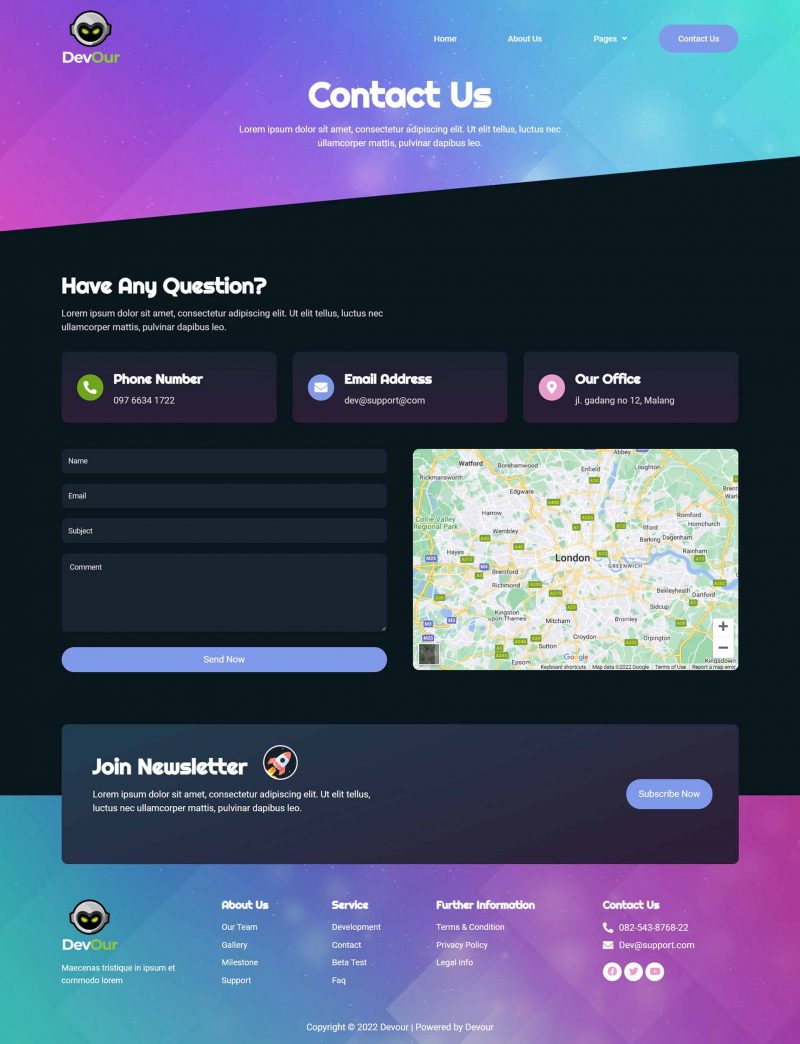 DevOur
Home
About Us
Pages
Contact Us
Contact Us
Lorem ipsum dolor sit amet, consectetur adipiscing elit. Ut elit tellus, luctus nec
ullamcorper mattis, pulvinar dapibus leo.
Have Any Question?
Lorem ipsum dolor sit amet, consectetur adipiscing elit. Ut elit tellus, luctus nec
ullamcorper mattis, pulvinar dapibus leo.
Phone Number
097 6634 1722
Email Address
dev@support@com
Our Office
jl. gadang no 12, Malang
Name
Email
Subject
Comment
Send Now
Abbey
Watford
Borehamwood
Enfield
Loughton
Rickmansworth
Edgware
Brent
Harrow
Romford
Colne Valley
Regional Park
Wembley
Ilford
Hornchurch
Barking
Dagenham
Hayes
London
Rainham
GREENWICH
Brentford
Richmond
Bexleyheath
Dartford
Sidcup
Kingston
upon Thames
Mitcham
Bromley
Croydon
Orpington
Sutton
Epsom
Google
Kingsdown
Keyboard shortcuts
Map data ©2022 Google
Terms of Use
Report a map error
Join Newsletter
Lorem ipsum dolor sit amet, consectetur adipiscing elit. Ut elit tellus,
luctus nec ullamcorper mattis, pulvinar dapibus leo.
Subscribe Now
DevOur
Maecenas tristique in ipsum et
commodo lorem
About Us
Our Team
Gallery
Milestone
Support
Service
Development
Contact
Beta Test
Faq
Further Information
Terms & Condition
Privacy Policy
Legal Info
Contact Us
082-543-8768-22
Dev@support.com
Copyright © 2022 Devour | Powered by Devour